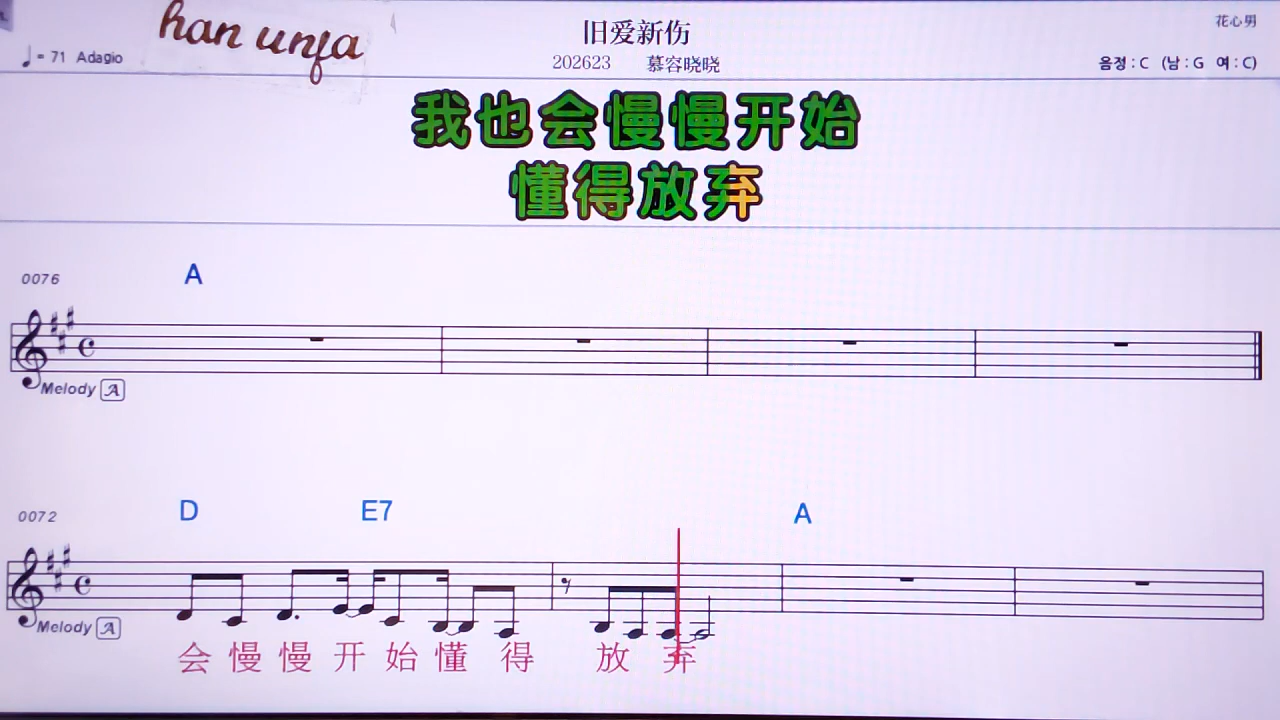 han unja
旧爱新伤
花心男
♩= 71 Adagio
202623 慕容晓晓
음정 : C (남 : G 여 : C)
我也会慢慢开始
懂得放弃
0076
A
Melody A
0072
D E7 A
Melody A
会慢慢开始懂得 放弃